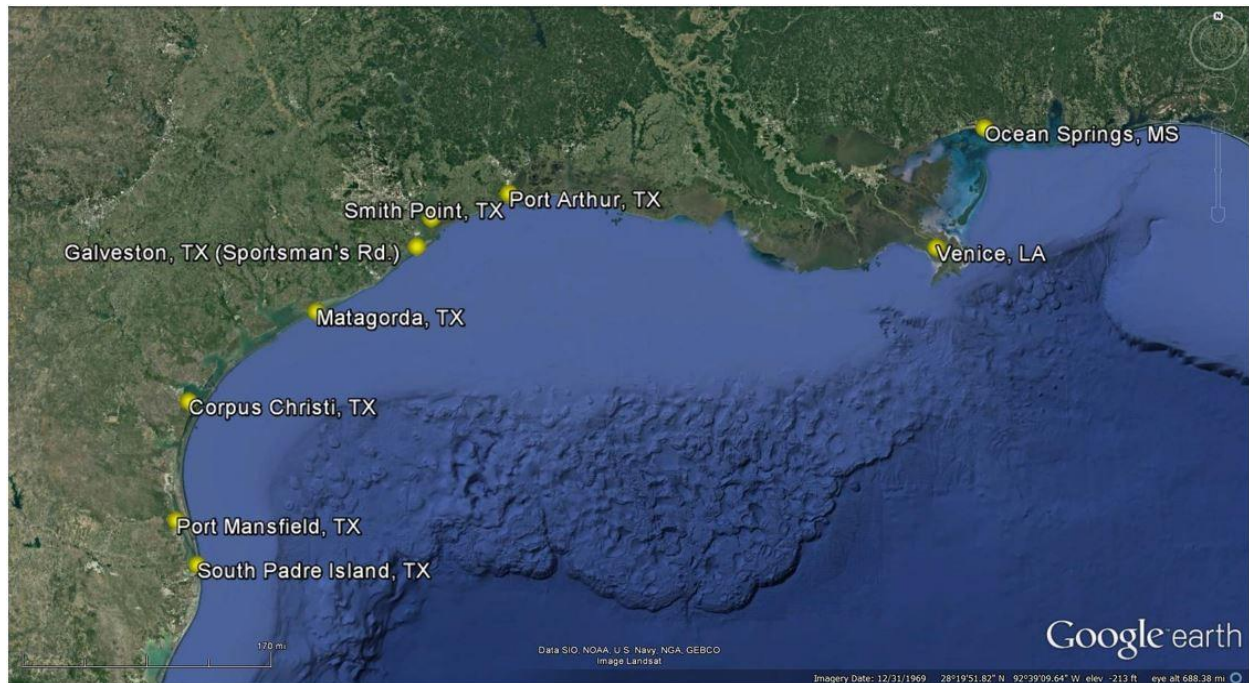 N
Ocean Springs, MS
Port Arthur, TX
Smith Point, TX
Galveston, TX (Sportsman's Rd.)
Venice, LA
Matagorda, TX
Corpus Christi, TX
Port Mansfield, TX
South Padre Island, TX
170 mi
Data SIO, NOAA, U.S. Navy, NGA, GEBCO
Image Landsat
Google earth
Imagery Date: 12/31/1969 28°19'51.82" N 92°39'09.64" W elev -213 ft eye alt 688.38 mi